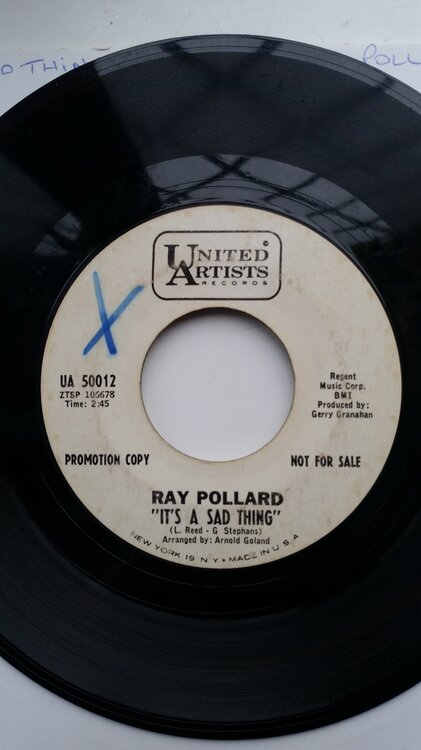 UNITED
ARTISTS
RECORDS
UA 50012
ZTSP 106678
Time: 2:45
Regent
Music Corp.
BMI
Produced by:
Gerry Granahan
PROMOTION COPY
NOT FOR SALE
RAY POLLARD
"IT'S A SAD THING"
(L. Reed - G Stephans)
Arranged by: Arnold Goland
NEW YORK 19 N Y • MADE IN U S A
X